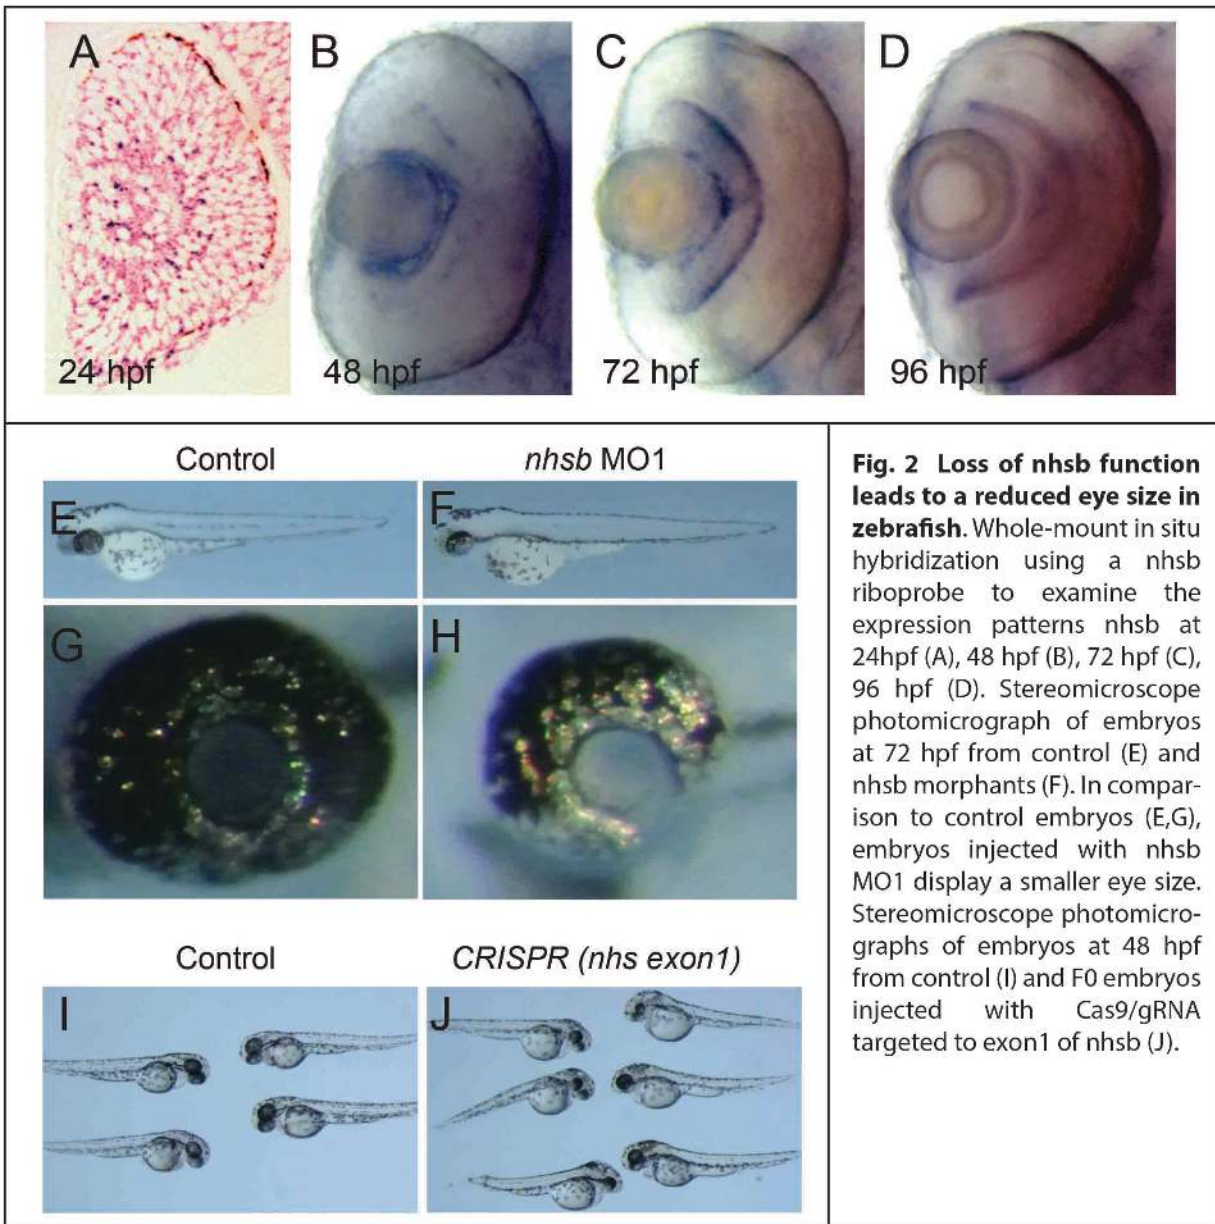 A
B
C
D
24 hpf
48 hpf
72 hpf
96 hpf
Control
nhsb MO1
E
F
G
H
Control
CRISPR (nhs exon1)
I
J
Fig. 2 Loss of nhsb function
leads to a reduced eye size in
zebrafish. Whole-mount in situ
hybridization using a nhsb
riboprobe to examine the
expression patterns nhsb at
24hpf (A), 48 hpf (B), 72 hpf (C),
96 hpf (D). Stereomicroscope
photomicrograph of embryos
at 72 hpf from control (E) and
nhsb morphants (F). In compar-
ison to control embryos (E,G),
embryos injected with nhsb
MO1 display a smaller eye size.
Stereomicroscope photomicro-
graphs of embryos at 48 hpf
from control (I) and F0 embryos
injected with Cas9/gRNA
targeted to exon1 of nhsb (J).